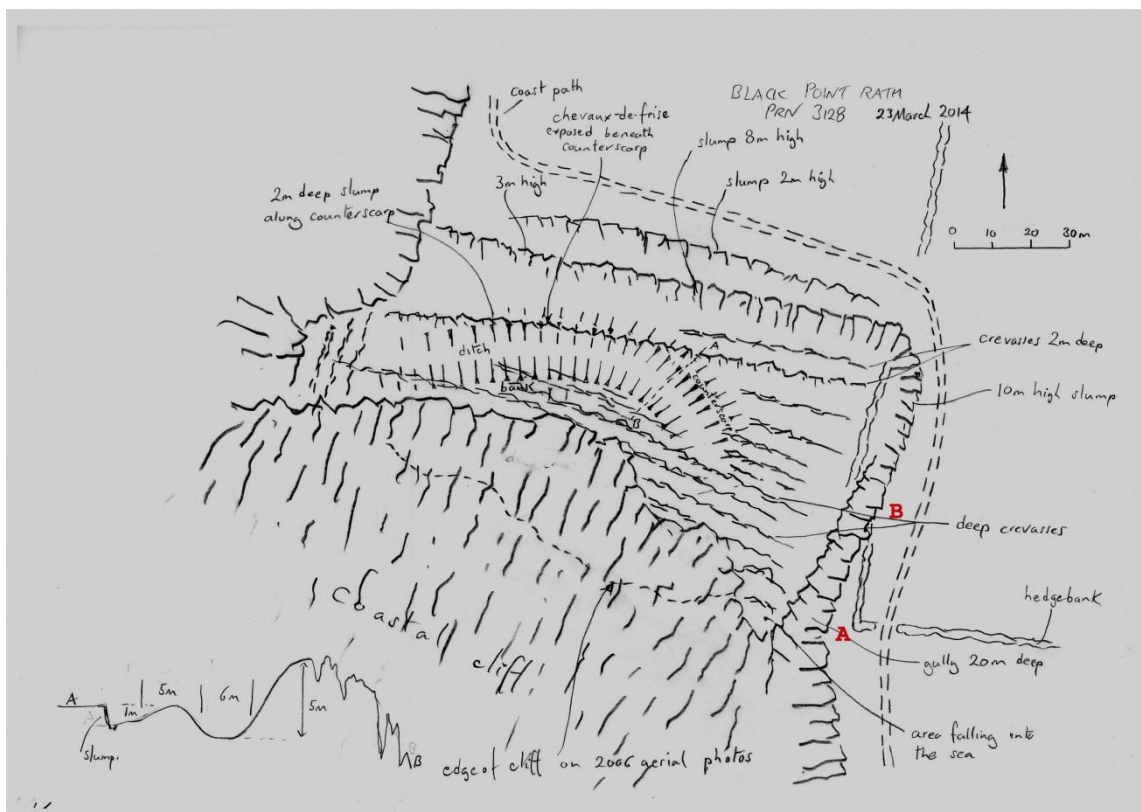 BLACK POINT RATH
PRN 3128 23 March 2014
coast path
chevaux-de-frise
exposed beneath
counterscarp
slump 8m high
slump 2m high
3m high
2m deep slump
along counterscarp
0 10 20 30m
crevasses 2m deep
10m high slump
ditch
bank
A
counterscarp
B
B
deep crevasses
hedgebank
A
gully 20m deep
area falling into
the sea
Coastal
cliff
edge of cliff on 2006 aerial photos
A
5m
6m
1m
5m
slump.
B